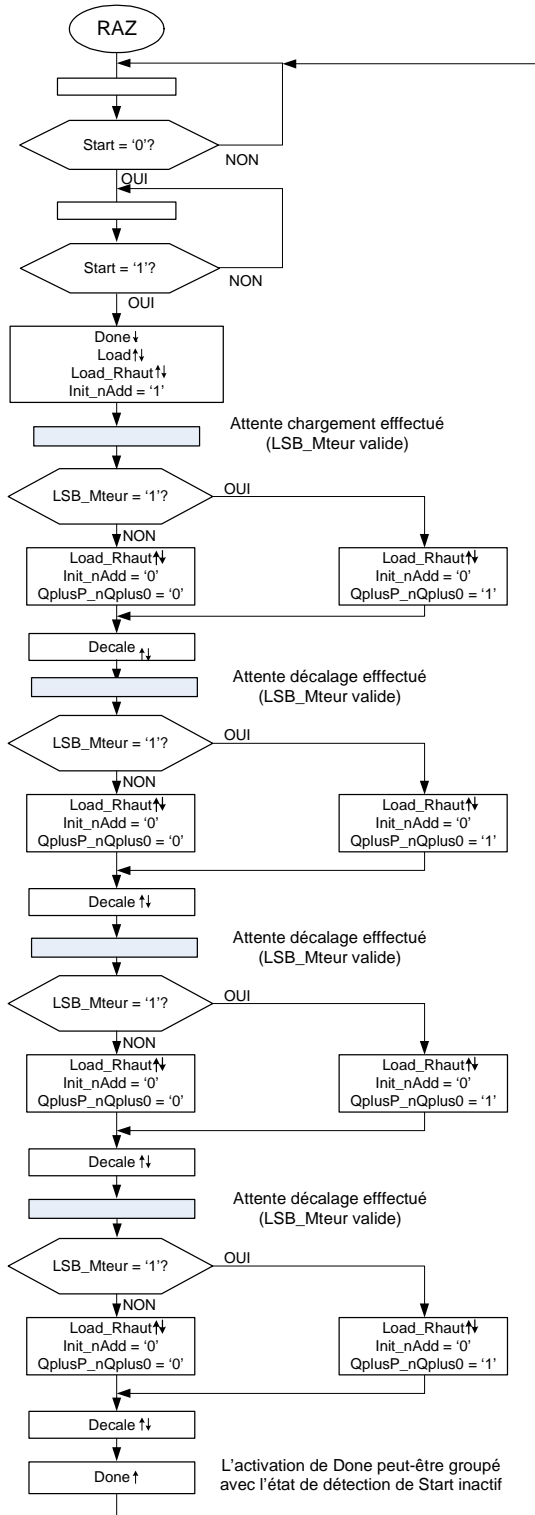 RAZ
Start = ‘0’?
NON
OUI
Start = ‘1’?
NON
OUI
Done↓
Load↑↓
Load_Rhaut↑↓
Init_nAdd = ‘1’
Attente chargement efffectué
(LSB_Mteur valide)
LSB_Mteur = ‘1’?
OUI
NON
Load_Rhaut↑↓
Init_nAdd = ‘0’
QplusP_nQplus0 = ‘0’
Load_Rhaut↑↓
Init_nAdd = ‘0’
QplusP_nQplus0 = ‘1’
Decale ↑↓
Attente décalage efffectué
(LSB_Mteur valide)
LSB_Mteur = ‘1’?
OUI
NON
Load_Rhaut↑↓
Init_nAdd = ‘0’
QplusP_nQplus0 = ‘0’
Load_Rhaut↑↓
Init_nAdd = ‘0’
QplusP_nQplus0 = ‘1’
Decale ↑↓
Attente décalage efffectué
(LSB_Mteur valide)
LSB_Mteur = ‘1’?
OUI
NON
Load_Rhaut↑↓
Init_nAdd = ‘0’
QplusP_nQplus0 = ‘0’
Load_Rhaut↑↓
Init_nAdd = ‘0’
QplusP_nQplus0 = ‘1’
Decale ↑↓
Attente décalage efffectué
(LSB_Mteur valide)
LSB_Mteur = ‘1’?
OUI
NON
Load_Rhaut↑↓
Init_nAdd = ‘0’
QplusP_nQplus0 = ‘0’
Load_Rhaut↑↓
Init_nAdd = ‘0’
QplusP_nQplus0 = ‘1’
Decale ↑↓
Done ↑
L’activation de Done peut-être groupé
avec l’état de détection de Start inactif